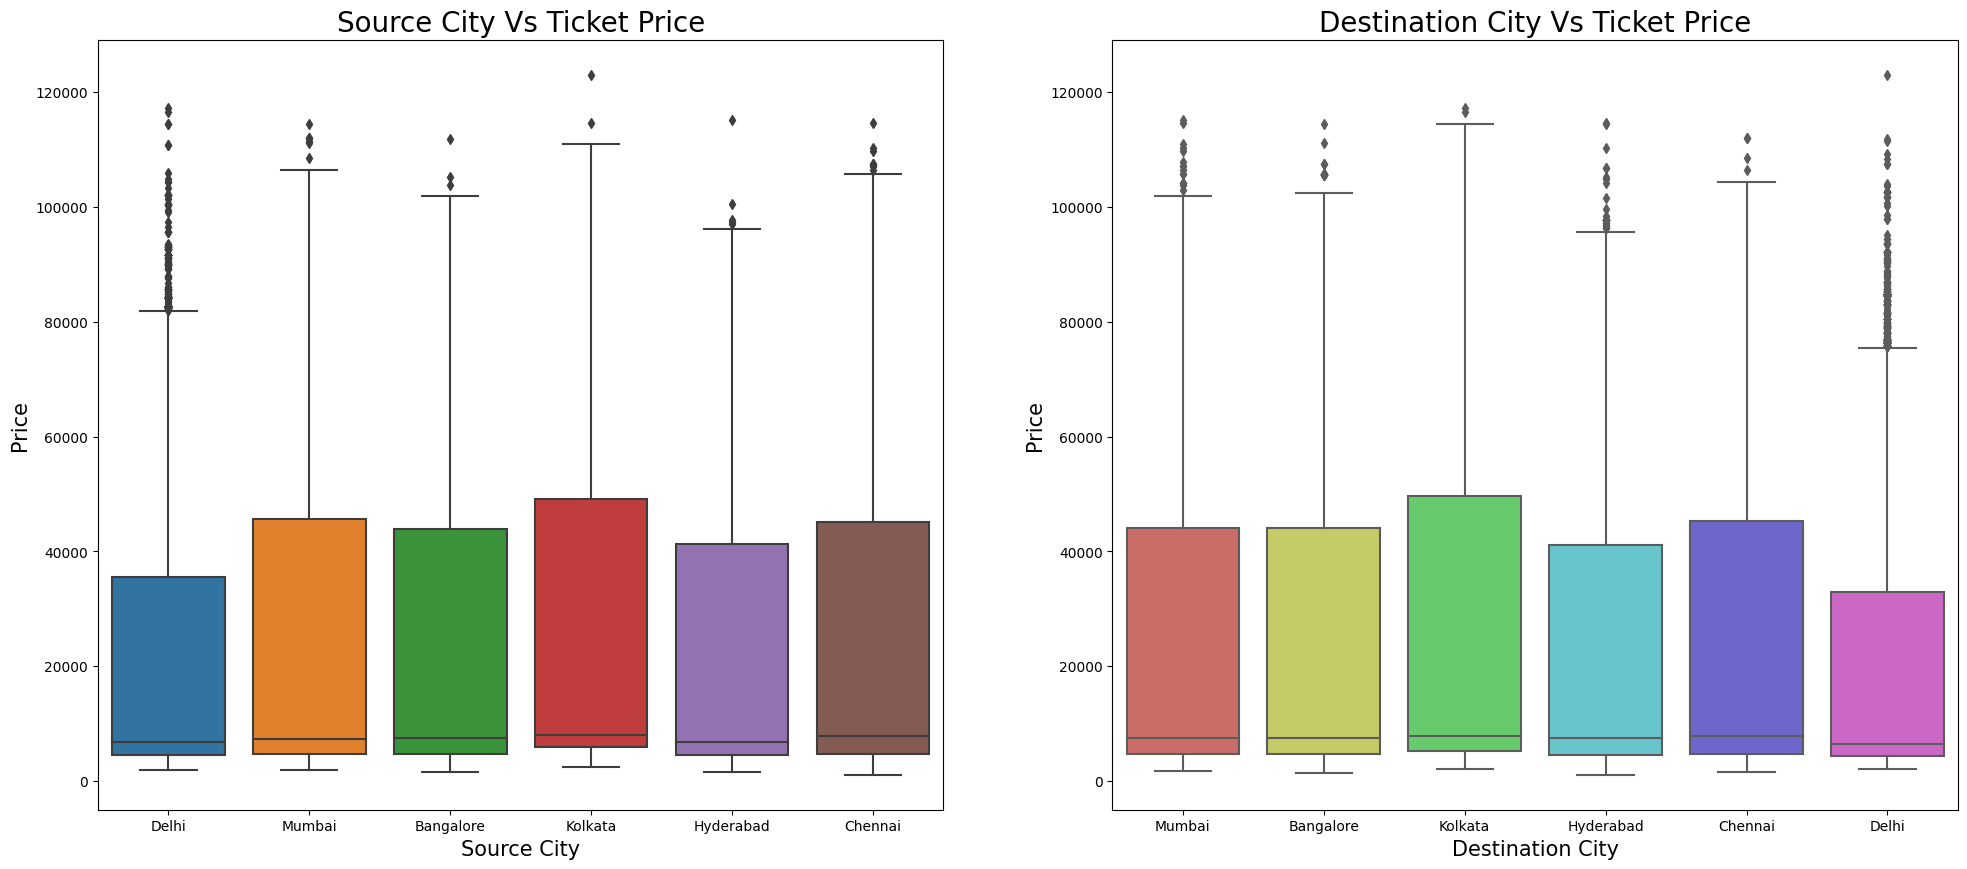 Source City Vs Ticket Price
120000
100000
80000
60000
40000
20000
0
Price
Delhi Mumbai Bangalore Kolkata Hyderabad Chennai
Source City
Destination City Vs Ticket Price
120000
100000
80000
60000
40000
20000
0
Price
Mumbai Bangalore Kolkata Hyderabad Chennai Delhi
Destination City